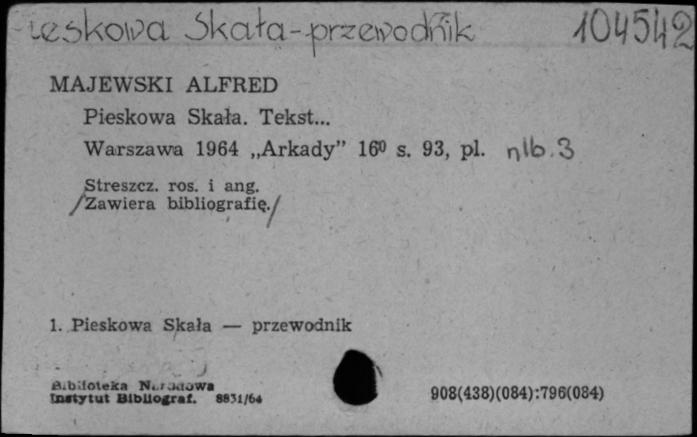 Pieskowa Skała-przewodnik 104542
MAJEWSKI ALFRED
Pieskowa Skała. Tekst...
Warszawa 1964 „Arkady” 16⁰ s. 93, pl. nlb. 3
Streszcz. ros. i ang.
/Zawiera bibliografię./
1. Pieskowa Skała — przewodnik
Biblioteka Narodowa
Instytut Bibliograf. 8831/64
908(438)(084):796(084)